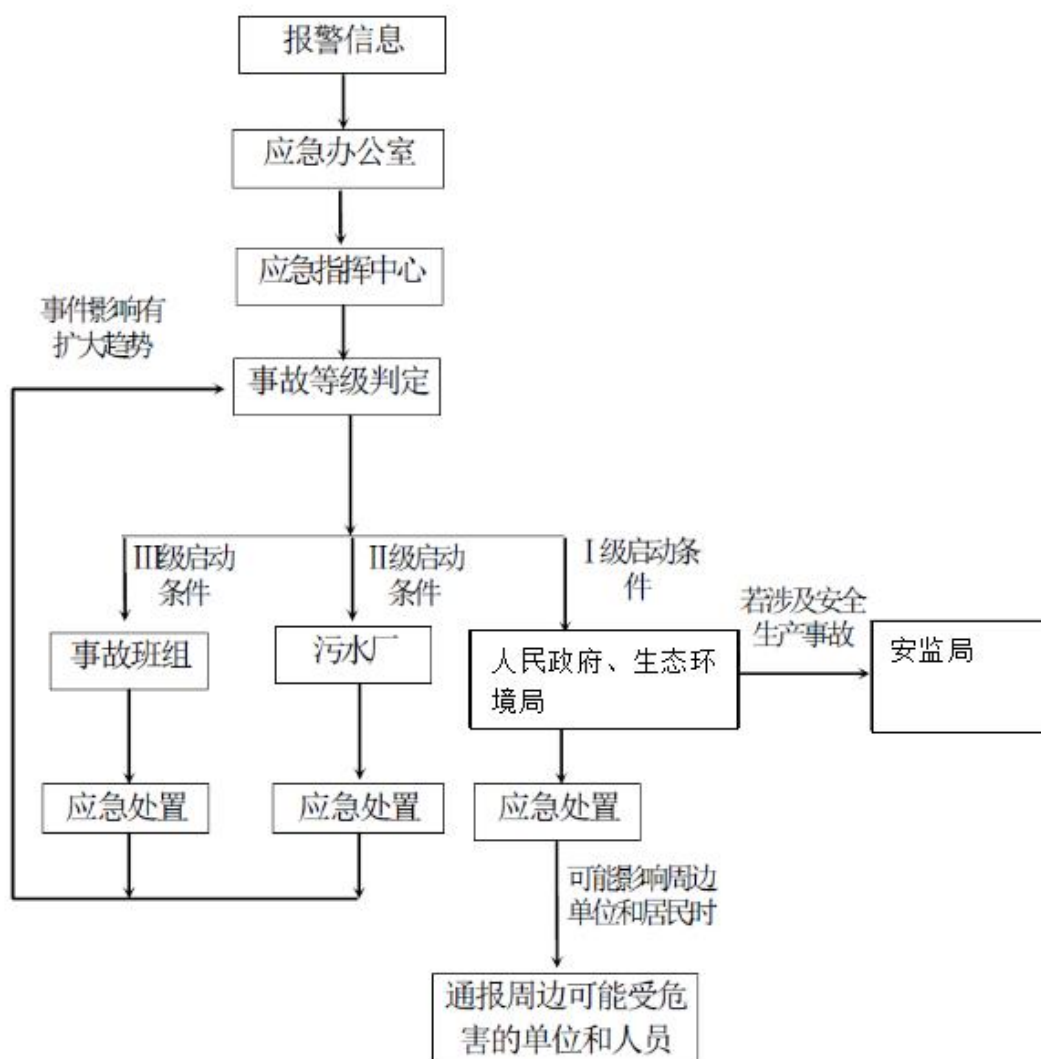 报警信息
应急办公室
应急指挥中心
事件影响有
扩大趋势
事故等级判定
III级启动
条件
II级启动
条件
I级启动条
件
若涉及安全
生产事故
事故班组
污水厂
人民政府、生态环
境局
安监局
应急处置
应急处置
应急处置
可能影响周边
单位和居民时
通报周边可能受危
害的单位和人员